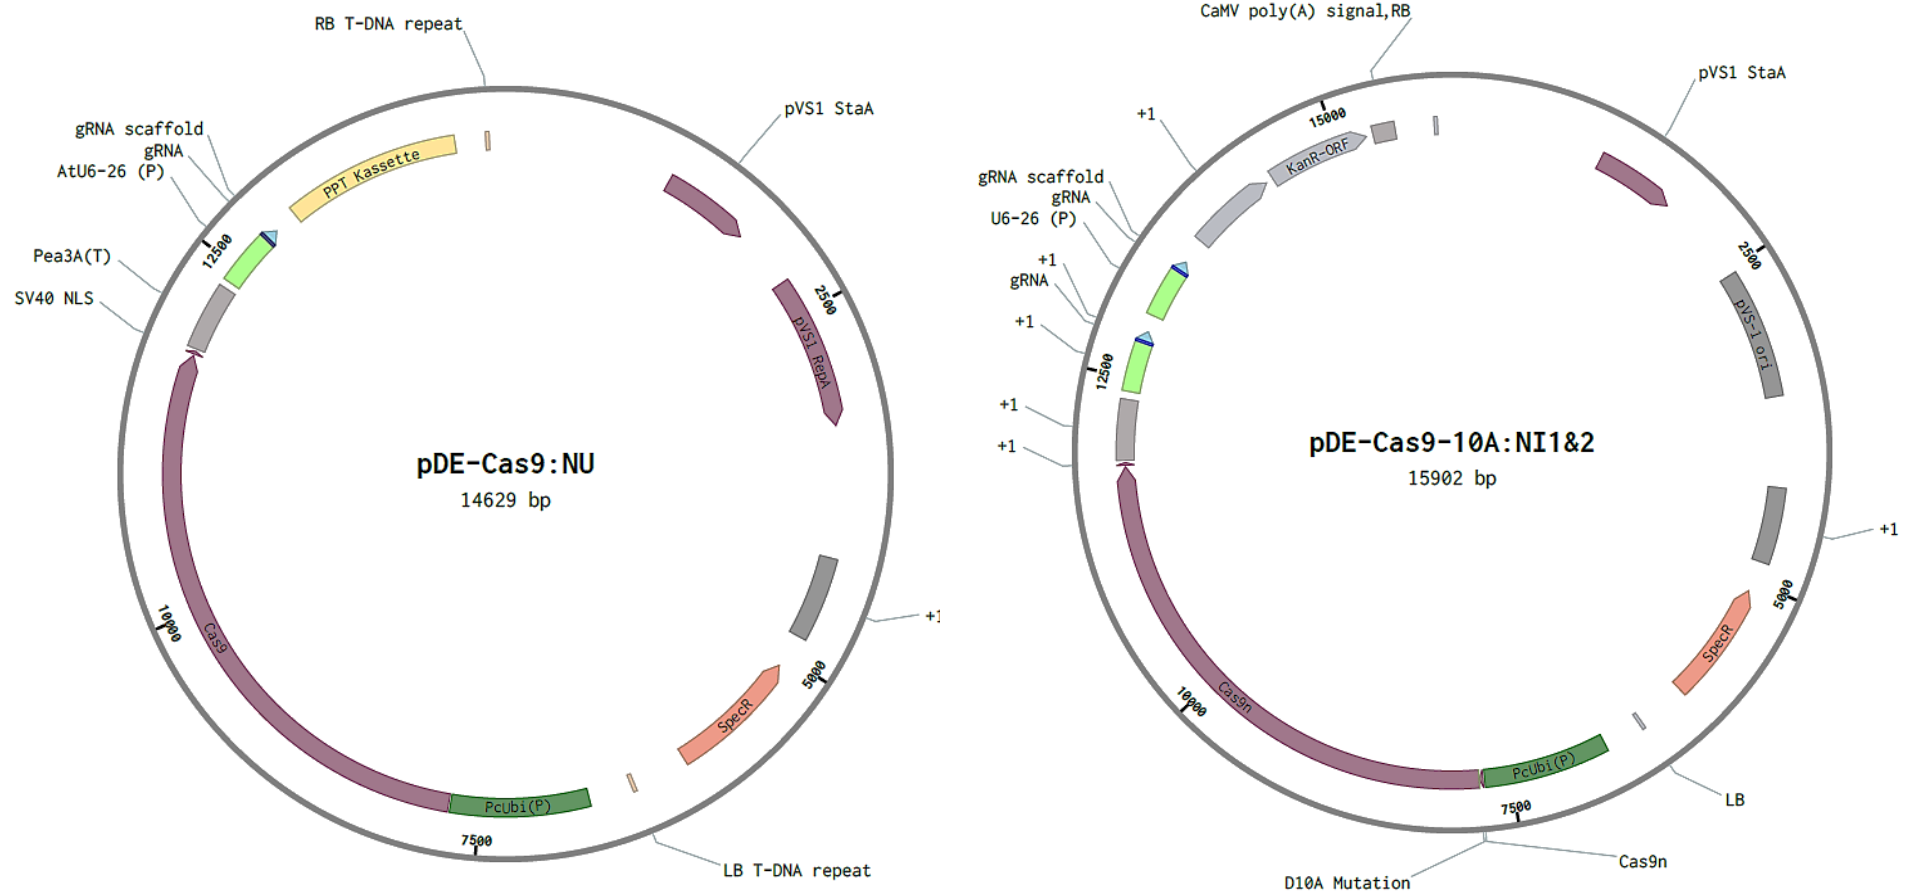 RB T-DNA repeat
pVS1 StaA
gRNA scaffold
gRNA
AtU6-26 (P)
Pea3A(T)
SV40 NLS
PPT Kassette
12500
2500
pVS1 RepA
pDE-Cas9:NU
14629 bp
10000
Cas9
+1
5000
SpecR
PcUbi(P)
7500
LB T-DNA repeat
CaMV poly(A) signal,RB
pVS1 StaA
+1
15000
KanR-ORF
gRNA scaffold
gRNA
U6-26 (P)
+1
gRNA
+1
12500
+1
+1
2500
pVS-1 ori
pDE-Cas9-10A:NI1&2
15902 bp
+1
5000
SpecR
10000
Cas9n
PcUbi(P)
7500
LB
Cas9n
D10A Mutation